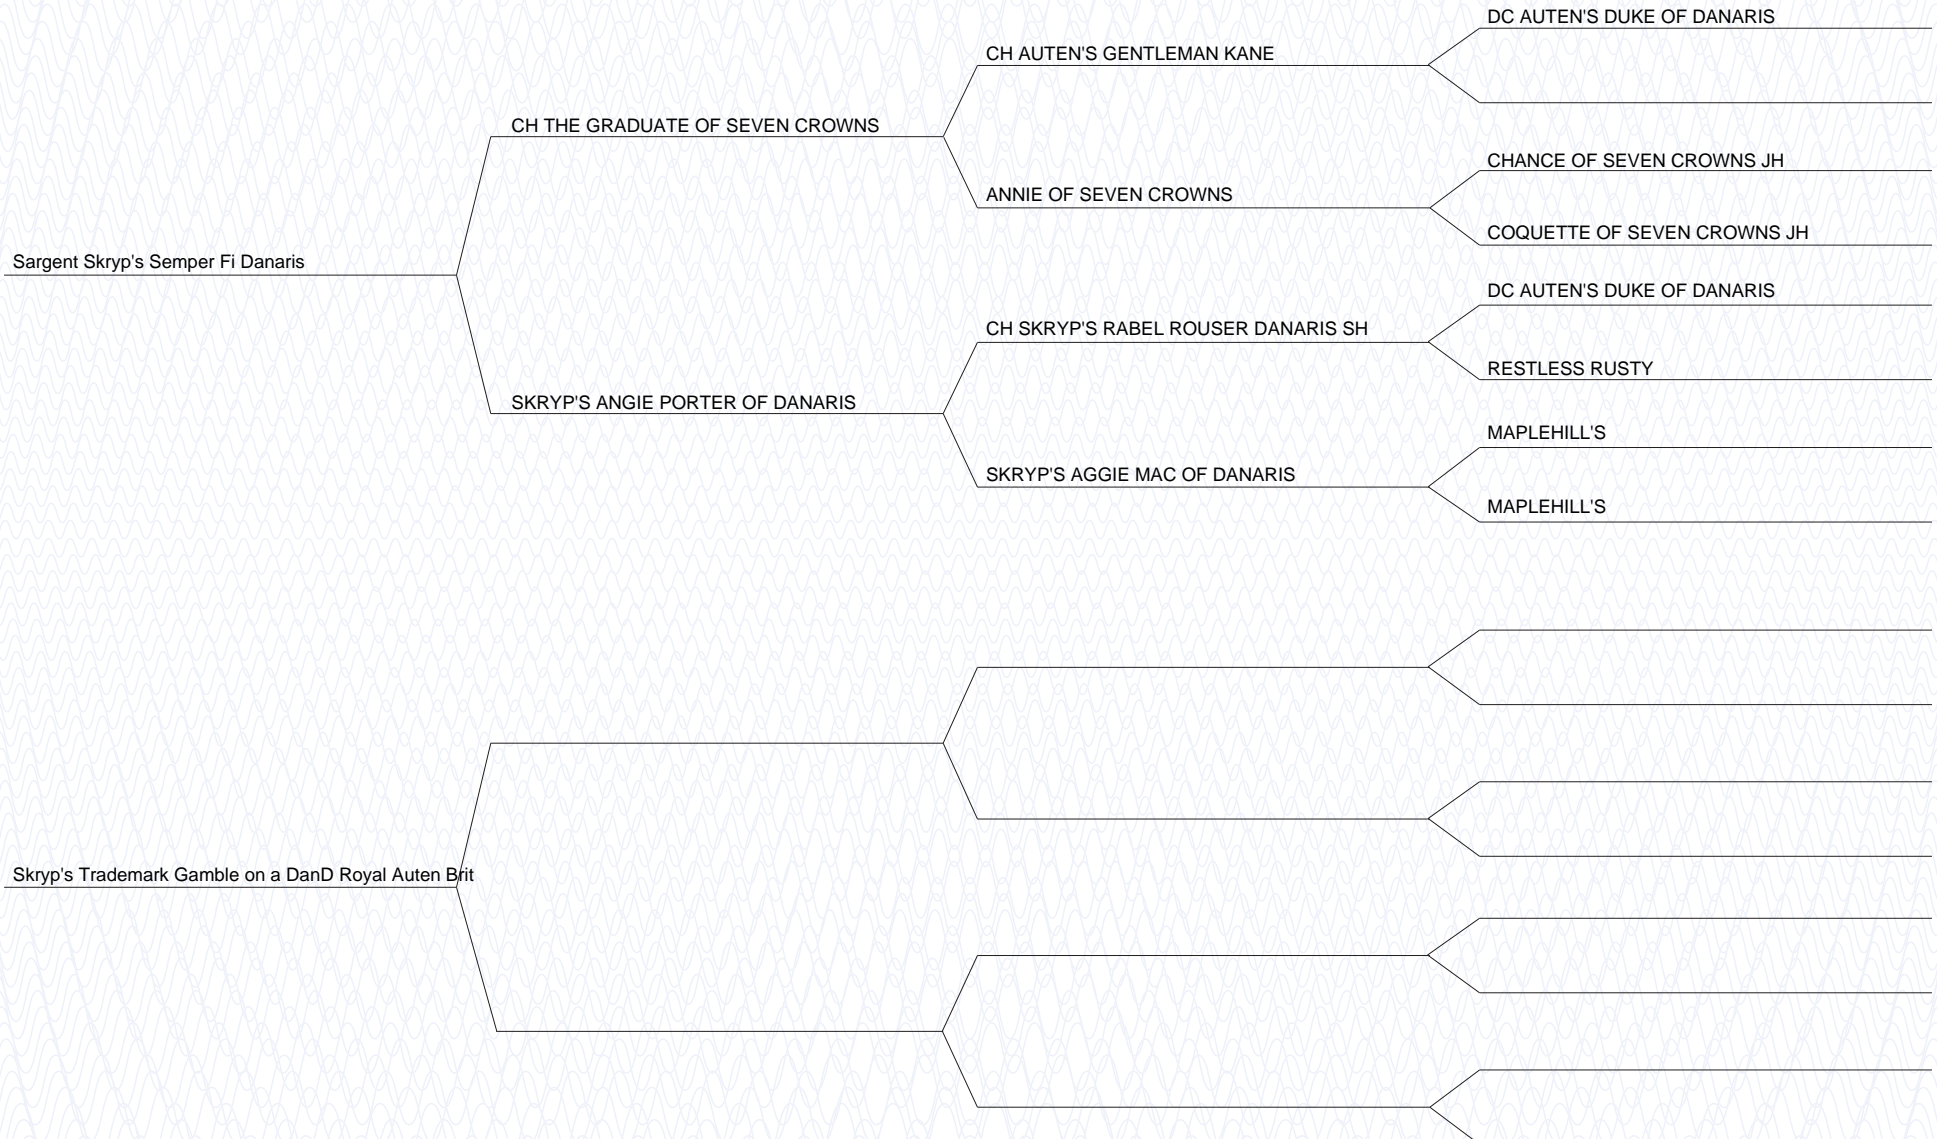 DC AUTEN'S DUKE OF DANARIS
CH AUTEN'S GENTLEMAN KANE
CH THE GRADUATE OF SEVEN CROWNS
CHANCE OF SEVEN CROWNS JH
ANNIE OF SEVEN CROWNS
COQUETTE OF SEVEN CROWNS JH
Sargent Skryp's Semper Fi Danaris
DC AUTEN'S DUKE OF DANARIS
CH SKRYP'S RABEL ROUSER DANARIS SH
RESTLESS RUSTY
SKRYP'S ANGIE PORTER OF DANARIS
MAPLEHILL'S
SKRYP'S AGGIE MAC OF DANARIS
MAPLEHILL'S
Skryp's Trademark Gamble on a DanD Royal Auten Brit